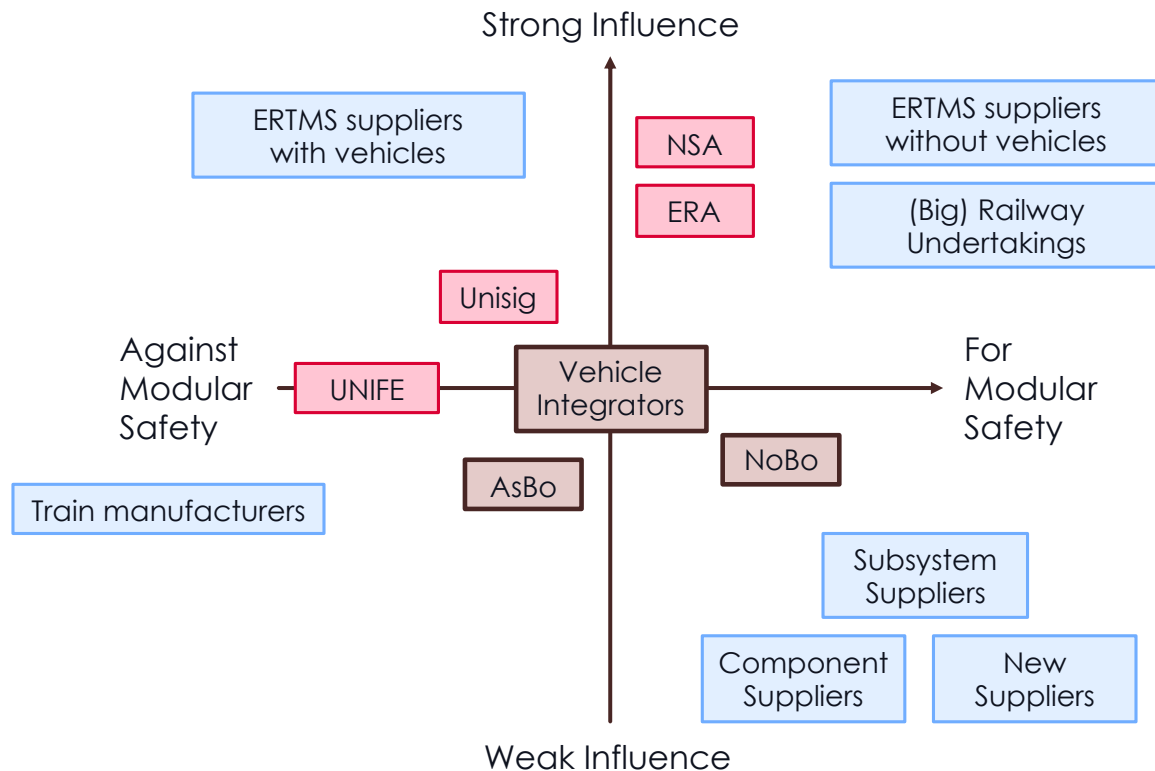 Strong Influence
ERTMS suppliers
with vehicles
NSA
ERTMS suppliers
without vehicles
ERA
(Big) Railway
Undertakings
Unisig
Against
Modular
Safety
UNIFE
Vehicle
Integrators
For
Modular
Safety
AsBo
NoBo
Train manufacturers
Subsystem
Suppliers
Component
Suppliers
New
Suppliers
Weak Influence